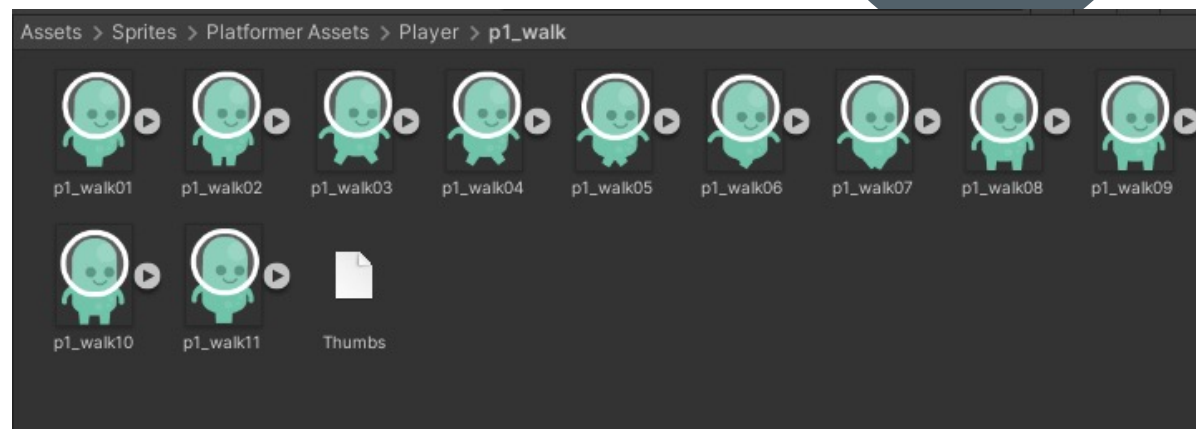 Assets > Sprites > Platformer Assets > Player > p1_walk
p1_walk01 p1_walk02 p1_walk03 p1_walk04 p1_walk05 p1_walk06 p1_walk07 p1_walk08 p1_walk09
p1_walk10 p1_walk11 Thumbs